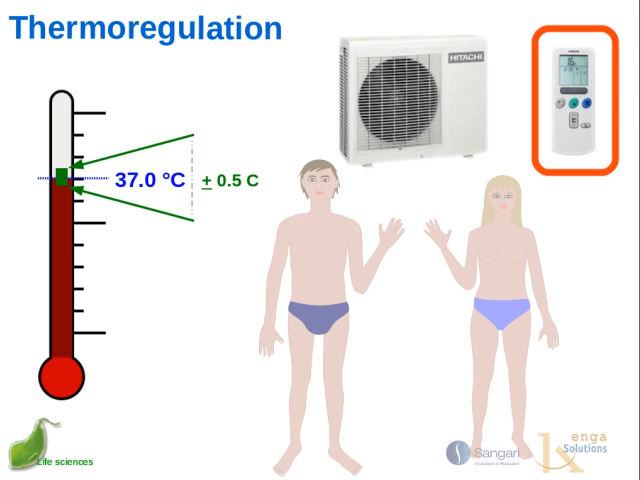 Thermoregulation
HITACHI
37.0 °C
+ 0.5 C
Life sciences
Sangari
enga
Solutions